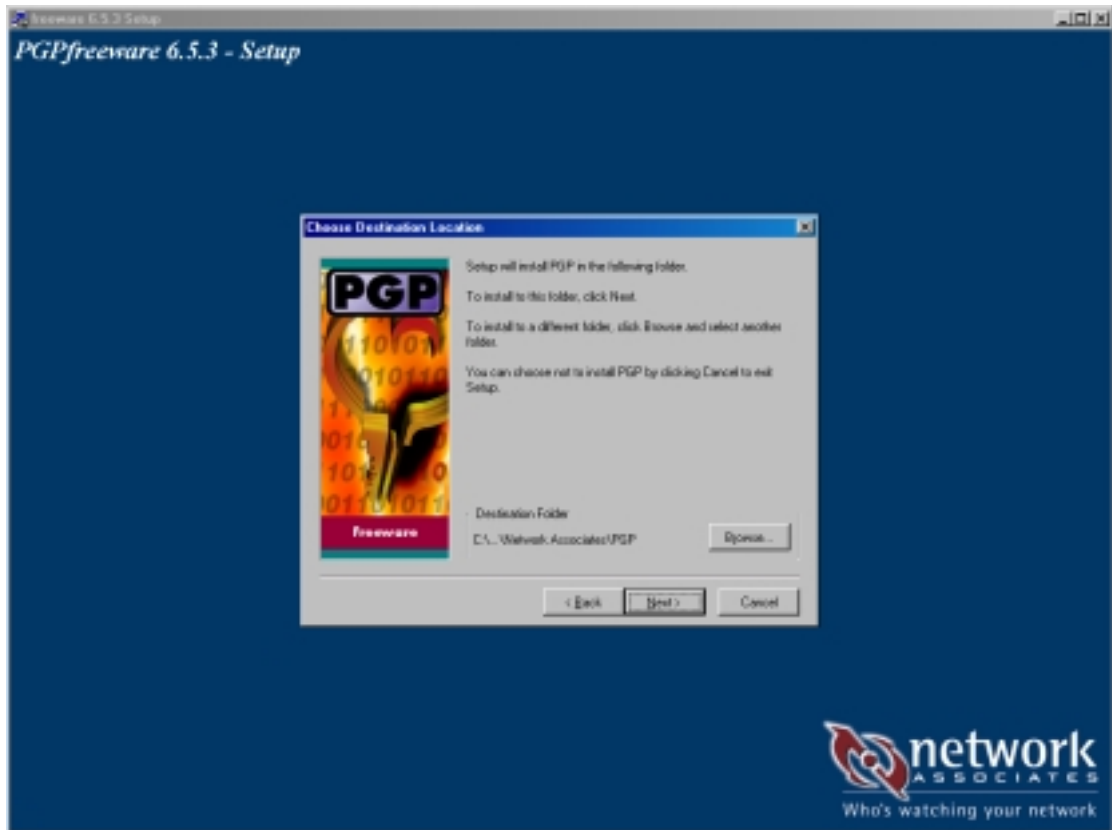 freeware 6.5.3 Setup
PGPfreeware 6.5.3 - Setup
Choose Destination Location
PGP
freeware
Setup will install PGP in the following folder.
To install to this folder, click Next.
To install to a different folder, click Browse and select another
folder.
You can choose not to install PGP by clicking Cancel to exit
Setup.
Destination Folder
C:\...\Network Associates\PGP
Browse...
< Back
Next >
Cancel
network
ASSOCIATES
Who's watching your network